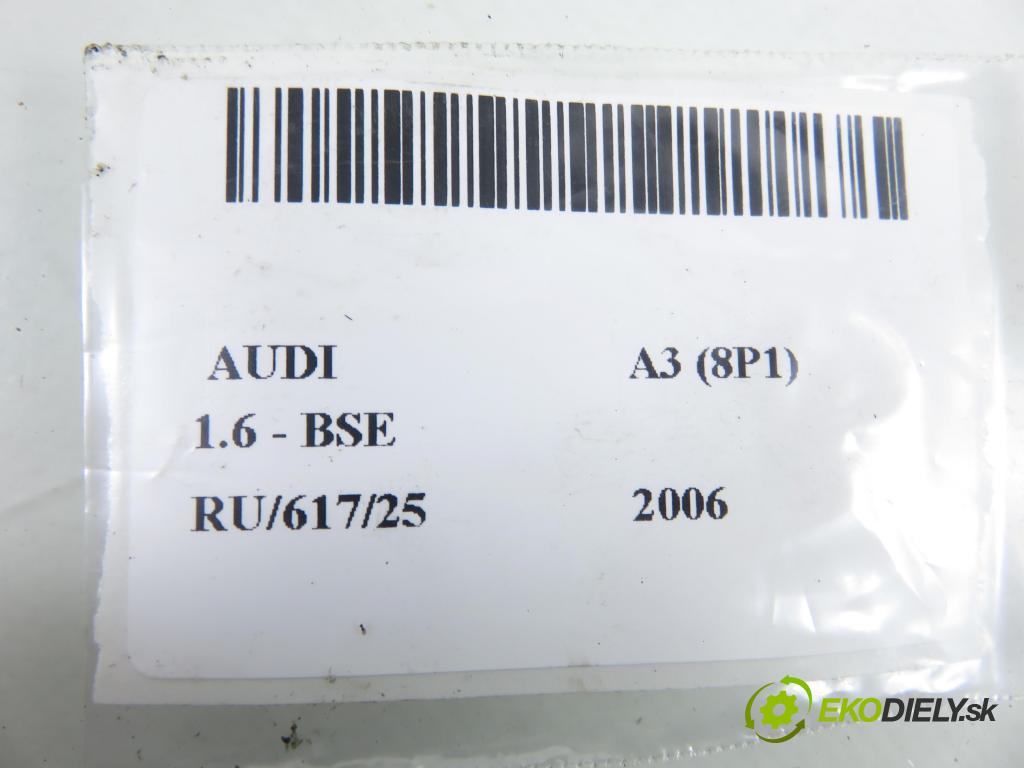 AUDI A3 (8P1)
1.6 - BSE
RU/617/25 2006
EKODIELY.sk